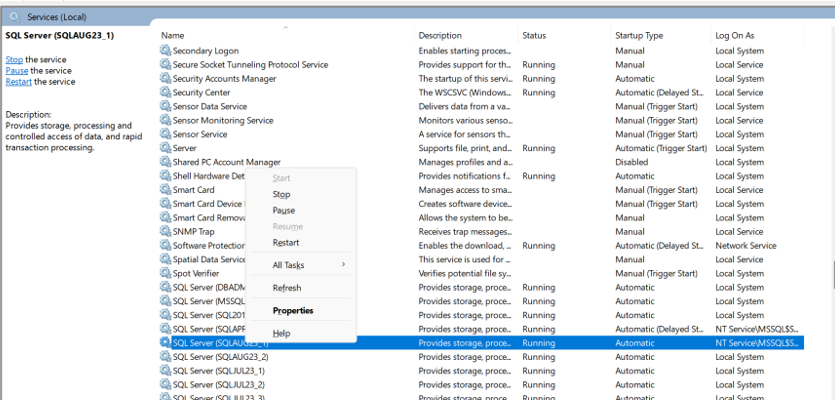 Services (Local)
SQL Server (SQLAUG23_1)
Stop the service
Pause the service
Restart the service
Description:
Provides storage, processing and
controlled access of data, and rapid
transaction processing.
Name Description Status Startup Type Log On As
Secondary Logon Enables starting proces... Manual Local System
Secure Socket Tunneling Protocol Service Provides support for th... Running Manual Local Service
Security Accounts Manager The startup of this servi... Running Automatic Local System
Security Center The WSCSVC (Windows... Running Automatic (Delayed St... Local Service
Sensor Data Service Delivers data from a va... Manual (Trigger Start) Local System
Sensor Monitoring Service Monitors various senso... Running Manual (Trigger Start) Local Service
Sensor Service A service for sensors th... Manual (Trigger Start) Local System
Server Supports file, print, and... Running Automatic (Trigger Start) Local System
Shared PC Account Manager Manages profiles and a... Disabled Local System
Shell Hardware Det Provides notifications f... Running Automatic Local System
Smart Card Manages access to sma... Manual (Trigger Start) Local Service
Smart Card Device Creates software device... Manual (Trigger Start) Local System
Smart Card Remova Allows the system to be... Manual Local System
SNMP Trap Receives trap messages... Manual Local Service
Software Protection Enables the download, ... Running Automatic (Delayed St... Network Service
Spatial Data Service This service is used for ... Manual Local Service
Spot Verifier Verifies potential file sy... Manual (Trigger Start) Local System
SQL Server (DBADM Provides storage, proce... Running Automatic Local System
SQL Server (MSSQL Provides storage, proce... Running Automatic Local System
SQL Server (SQL201 Provides storage, proce... Running Automatic Local System
SQL Server (SQLAPR Provides storage, proce... Running Automatic (Delayed St... NT Service\MSSQL$S...
SQL Server (SQLAUG23_1) Provides storage, proce... Running Automatic NT Service\MSSQL$S...
SQL Server (SQLAUG23_2) Provides storage, proce... Running Automatic Local System
SQL Server (SQLJUL23_1) Provides storage, proce... Running Automatic Local System
SQL Server (SQLJUL23_2) Provides storage, proce... Running Automatic Local System
SQL Server (SQLJUL23_3) Provides storage, proce... Running Automatic Local System
Start
Stop
Pause
Resume
Restart
All Tasks
Refresh
Properties
Help